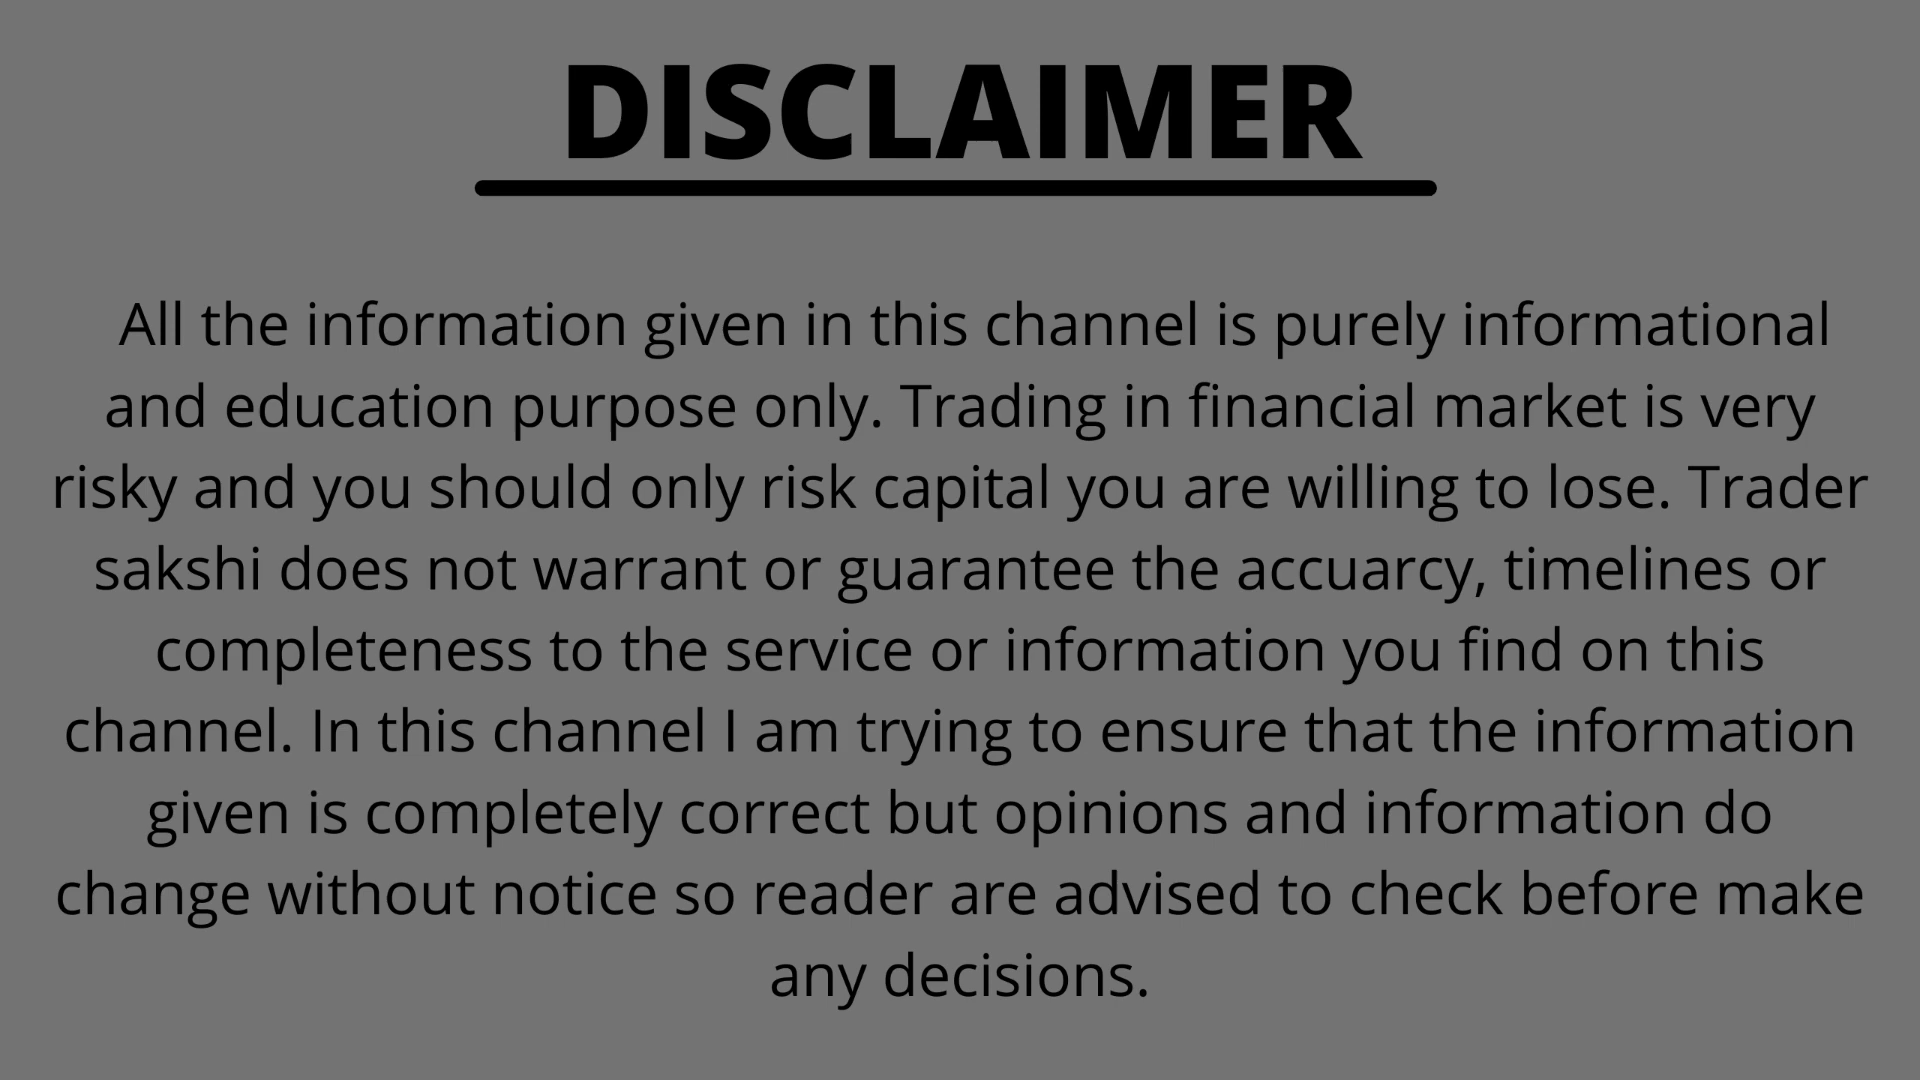 DISCLAIMER
All the information given in this channel is purely informational
and education purpose only. Trading in financial market is very
risky and you should only risk capital you are willing to lose. Trader
sakshi does not warrant or guarantee the accuarcy, timelines or
completeness to the service or information you find on this
channel. In this channel I am trying to ensure that the information
given is completely correct but opinions and information do
change without notice so reader are advised to check before make
any decisions.